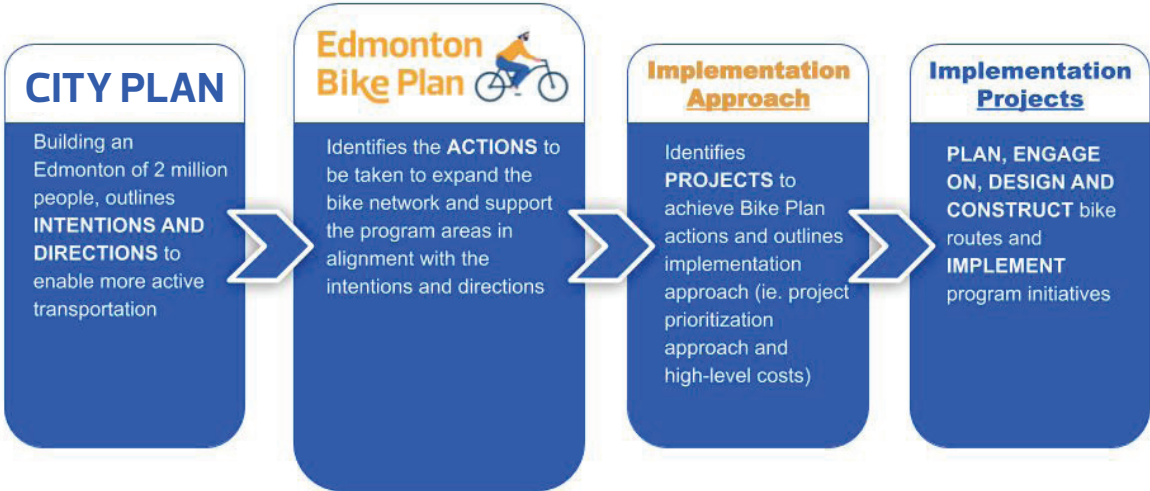 CITY PLAN
Building an
Edmonton of 2 million
people, outlines
INTENTIONS AND
DIRECTIONS to
enable more active
transportation
Edmonton
Bike Plan
Identifies the ACTIONS to
be taken to expand the
bike network and support
the program areas in
alignment with the
intentions and directions
Implementation
Approach
Identifies
PROJECTS to
achieve Bike Plan
actions and outlines
implementation
approach (ie. project
prioritization
approach and
high-level costs)
Implementation
Projects
PLAN, ENGAGE
ON, DESIGN AND
CONSTRUCT bike
routes and
IMPLEMENT
program initiatives